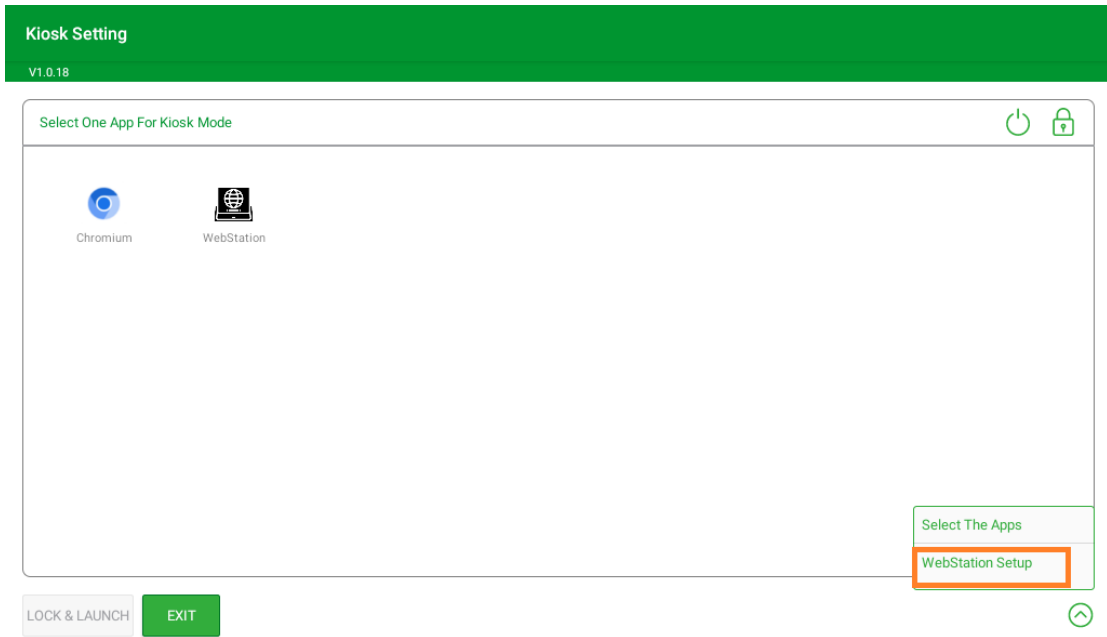 Kiosk Setting
V1.0.18
Select One App For Kiosk Mode
Chromium
WebStation
Select The Apps
WebStation Setup
LOCK & LAUNCH
EXIT